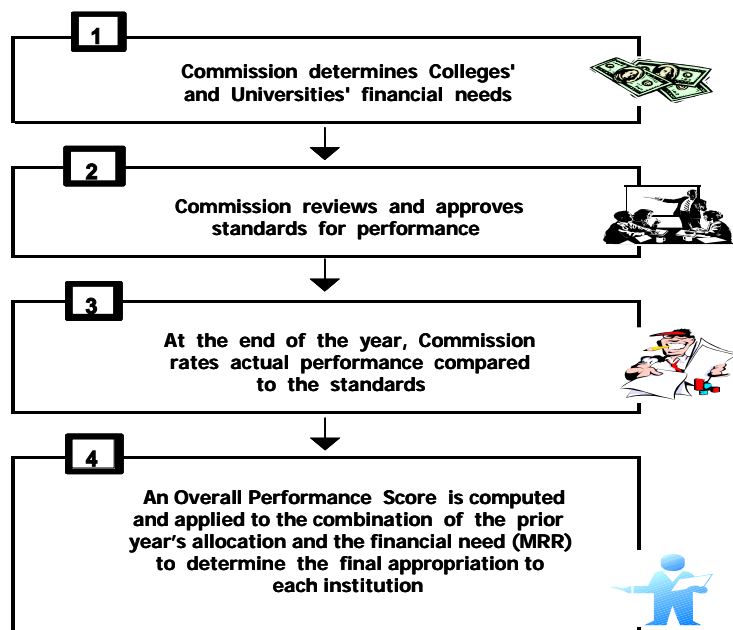 1
Commission determines Colleges'
and Universities' financial needs
2
Commission reviews and approves
standards for performance
3
At the end of the year, Commission
rates actual performance compared
to the standards
4
An Overall Performance Score is computed
and applied to the combination of the prior
year's allocation and the financial need (MRR)
to determine the final appropriation to
each institution